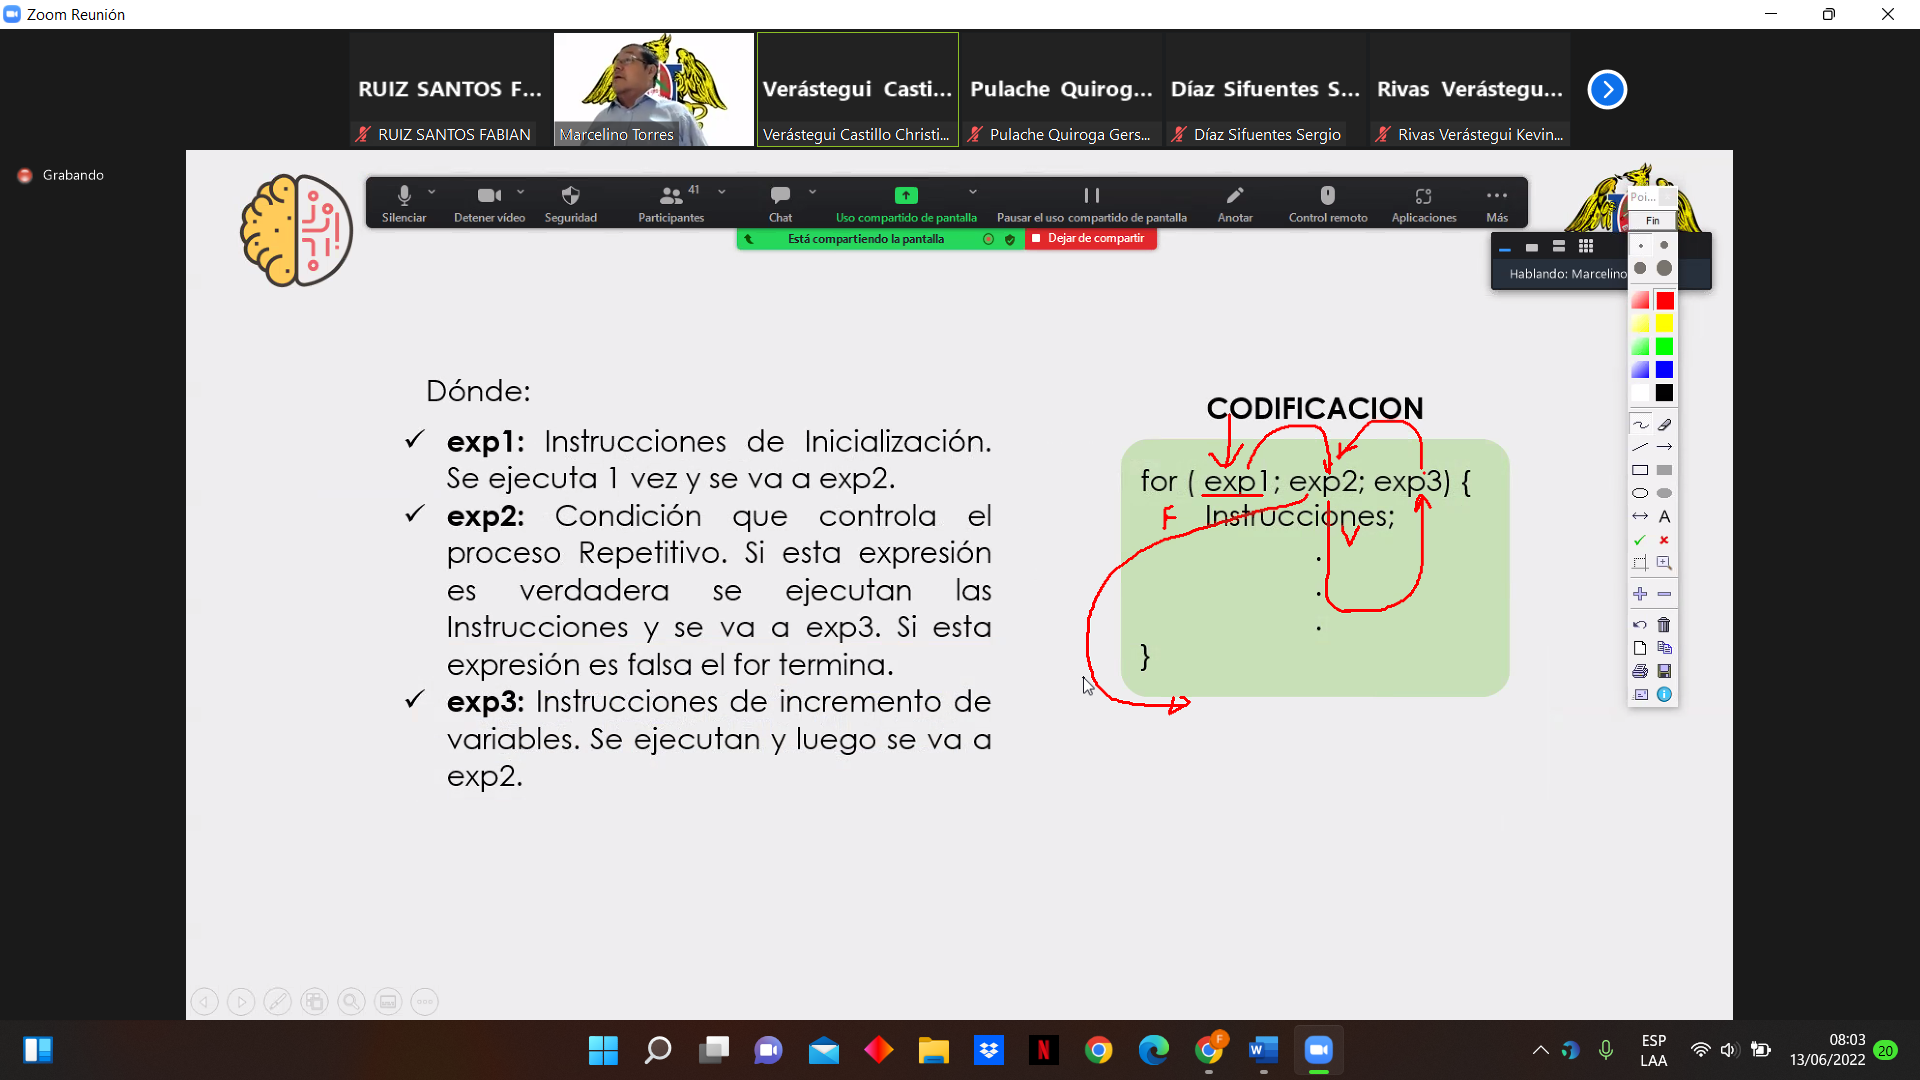 Zoom Reunión
RUIZ SANTOS F...
Verástegui Casti...
Pulache Quirog...
Díaz Sifuentes S...
Rivas Verástegu...
RUIZ SANTOS FABIAN
Marcelino Torres
Verástegui Castillo Christi...
Pulache Quiroga Gers...
Díaz Sifuentes Sergio
Rivas Verástegui Kevin...
Grabando
41
Silenciar
Detener vídeo
Seguridad
Participantes
Chat
Uso compartido de pantalla
Pausar el uso compartido de pantalla
Anotar
Control remoto
Aplicaciones
Más
Está compartiendo la pantalla
Dejar de compartir
Poi...
Fin
Hablando: Marcelino
Dónde:
exp1: Instrucciones de Inicialización.
Se ejecuta 1 vez y se va a exp2.
exp2: Condición que controla el
proceso Repetitivo. Si esta expresión
es verdadera se ejecutan las
Instrucciones y se va a exp3. Si esta
expresión es falsa el for termina.
exp3: Instrucciones de incremento de
variables. Se ejecutan y luego se va a
exp2.
CODIFICACION
for ( exp1; exp2; exp3) {
F Instrucciones;
V
.
.
.
}
A
ESP
LAA
08:03
13/06/2022
20